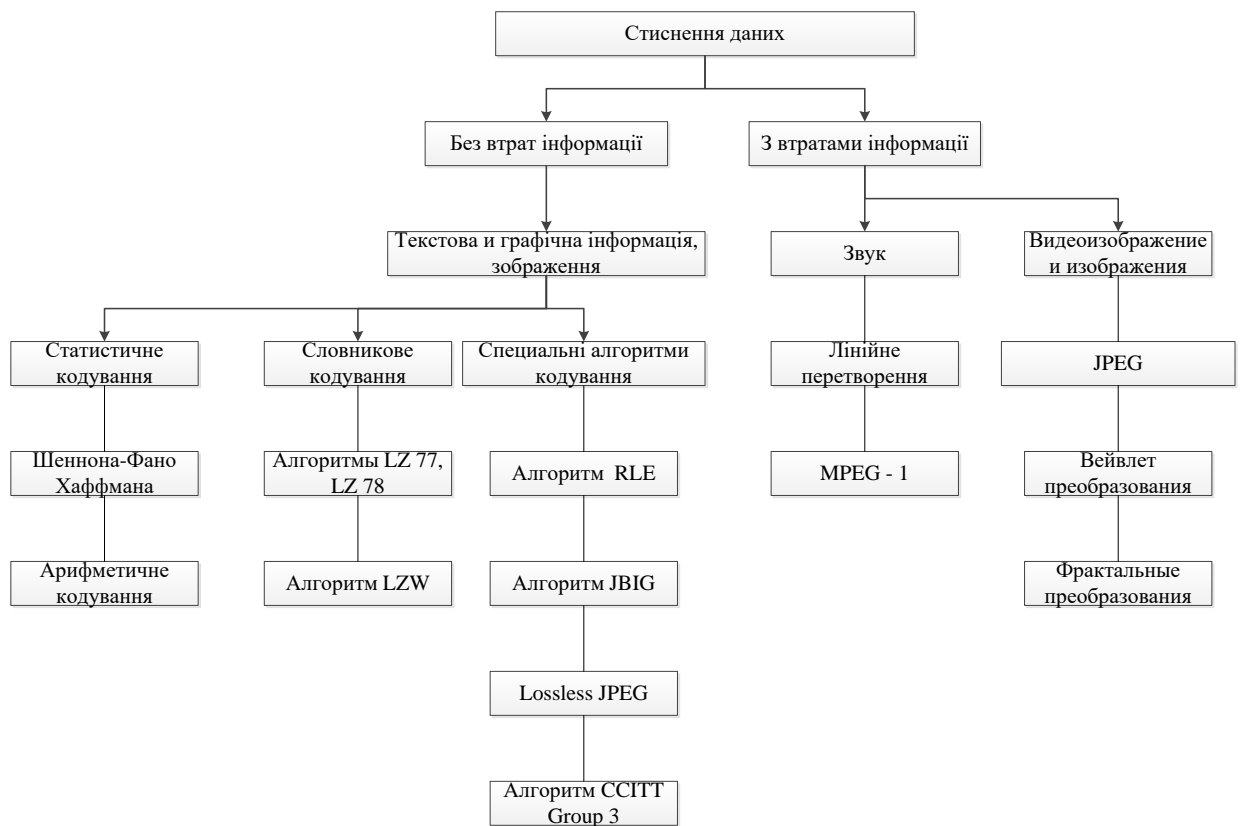 Стиснення даних
Без втрат інформації
З втратами інформації
Текстова и графічна інформація,
зображення
Звук
Видеоизображение
и изображения
Статистичне
кодування
Словникове
кодування
Специальні алгоритми
кодування
Лінійне
перетворення
JPEG
Шеннона-Фано
Хаффмана
Алгоритмы LZ 77,
LZ 78
Алгоритм RLE
MPEG - 1
Вейвлет
преобразования
Арифметичне
кодування
Алгоритм LZW
Алгоритм JBIG
Фрактальные
преобразования
Lossless JPEG
Алгоритм CCITT
Group 3